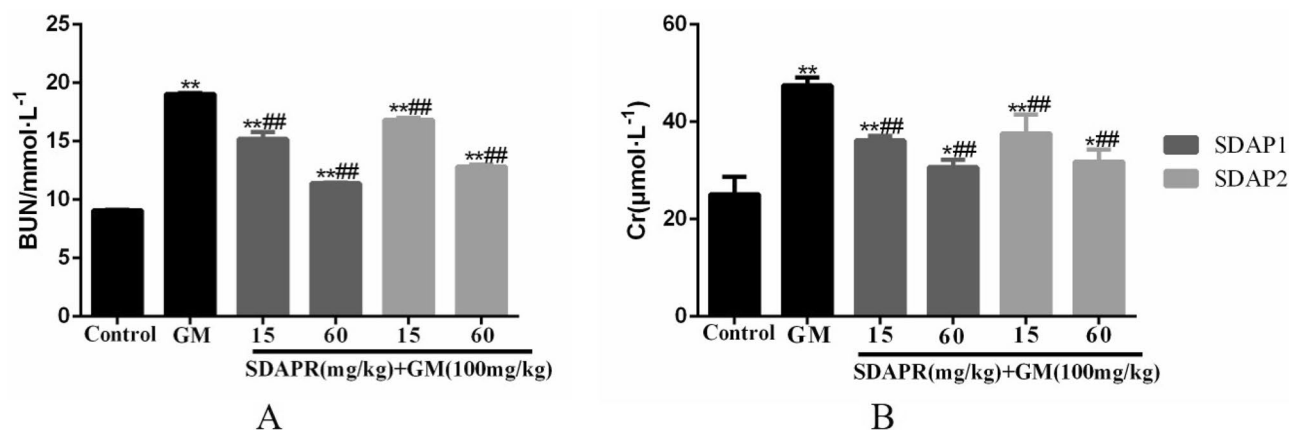 25
20
15
10
5
0
BUN/mmol·L-1
**
**##
**##
**##
**##
Control GM 15 60 15 60
SDAPR(mg/kg)+GM(100mg/kg)
A
60
40
20
0
Cr(µmol·L-1)
**
**##
*##
**##
*##
Control GM 15 60 15 60
SDAPR(mg/kg)+GM(100mg/kg)
B
SDAP1
SDAP2